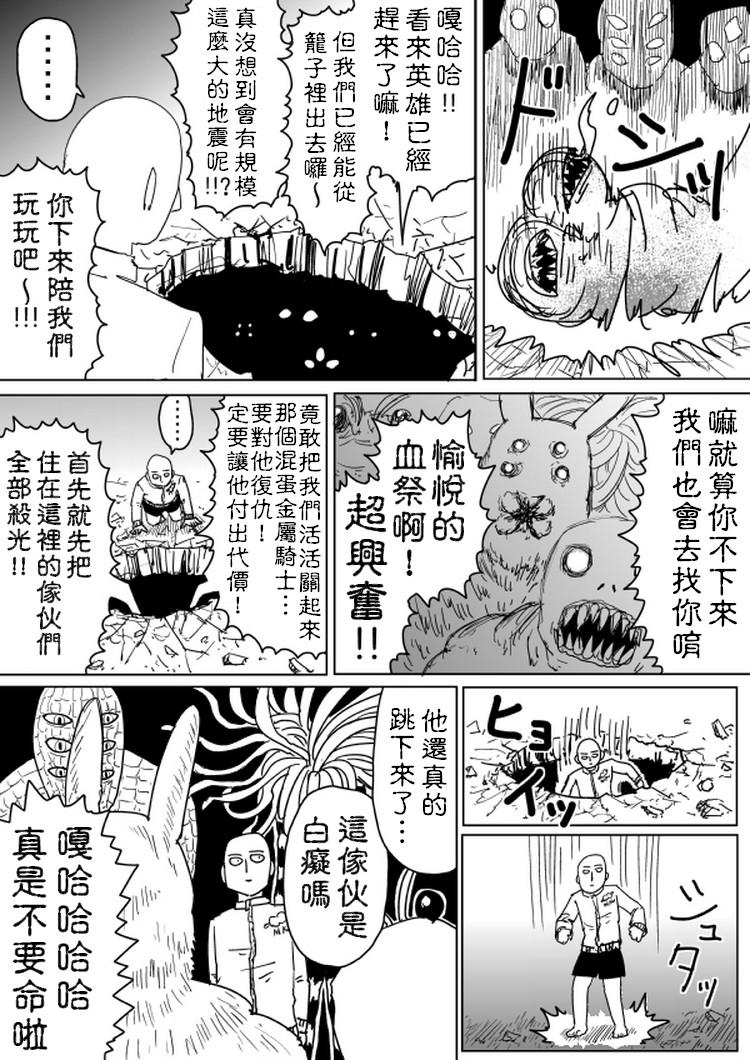 ドシッ
嘎哈哈!!
看來英雄已經
趕來了嘛！
但我們已經能從
籠子裡出去囉～
真沒想到會有規模
這麼大的地震呢!!?
……
你下來陪我們
玩玩吧～!!!
嘛就算你不下來
我們也會去找你唷
愉悅的
血祭啊！
超興奮!!
竟敢把我們活活關起來
那個混蛋金屬騎士…
要對他復仇！
定要讓他付出代價！
…
首先就先把
住在這裡的傢伙們
全部殺光!!
ヒョイッ
シュタッ
他還真的
跳下來了…
這傢伙是
白癡嗎
嘎哈哈哈哈
真是不要命啦